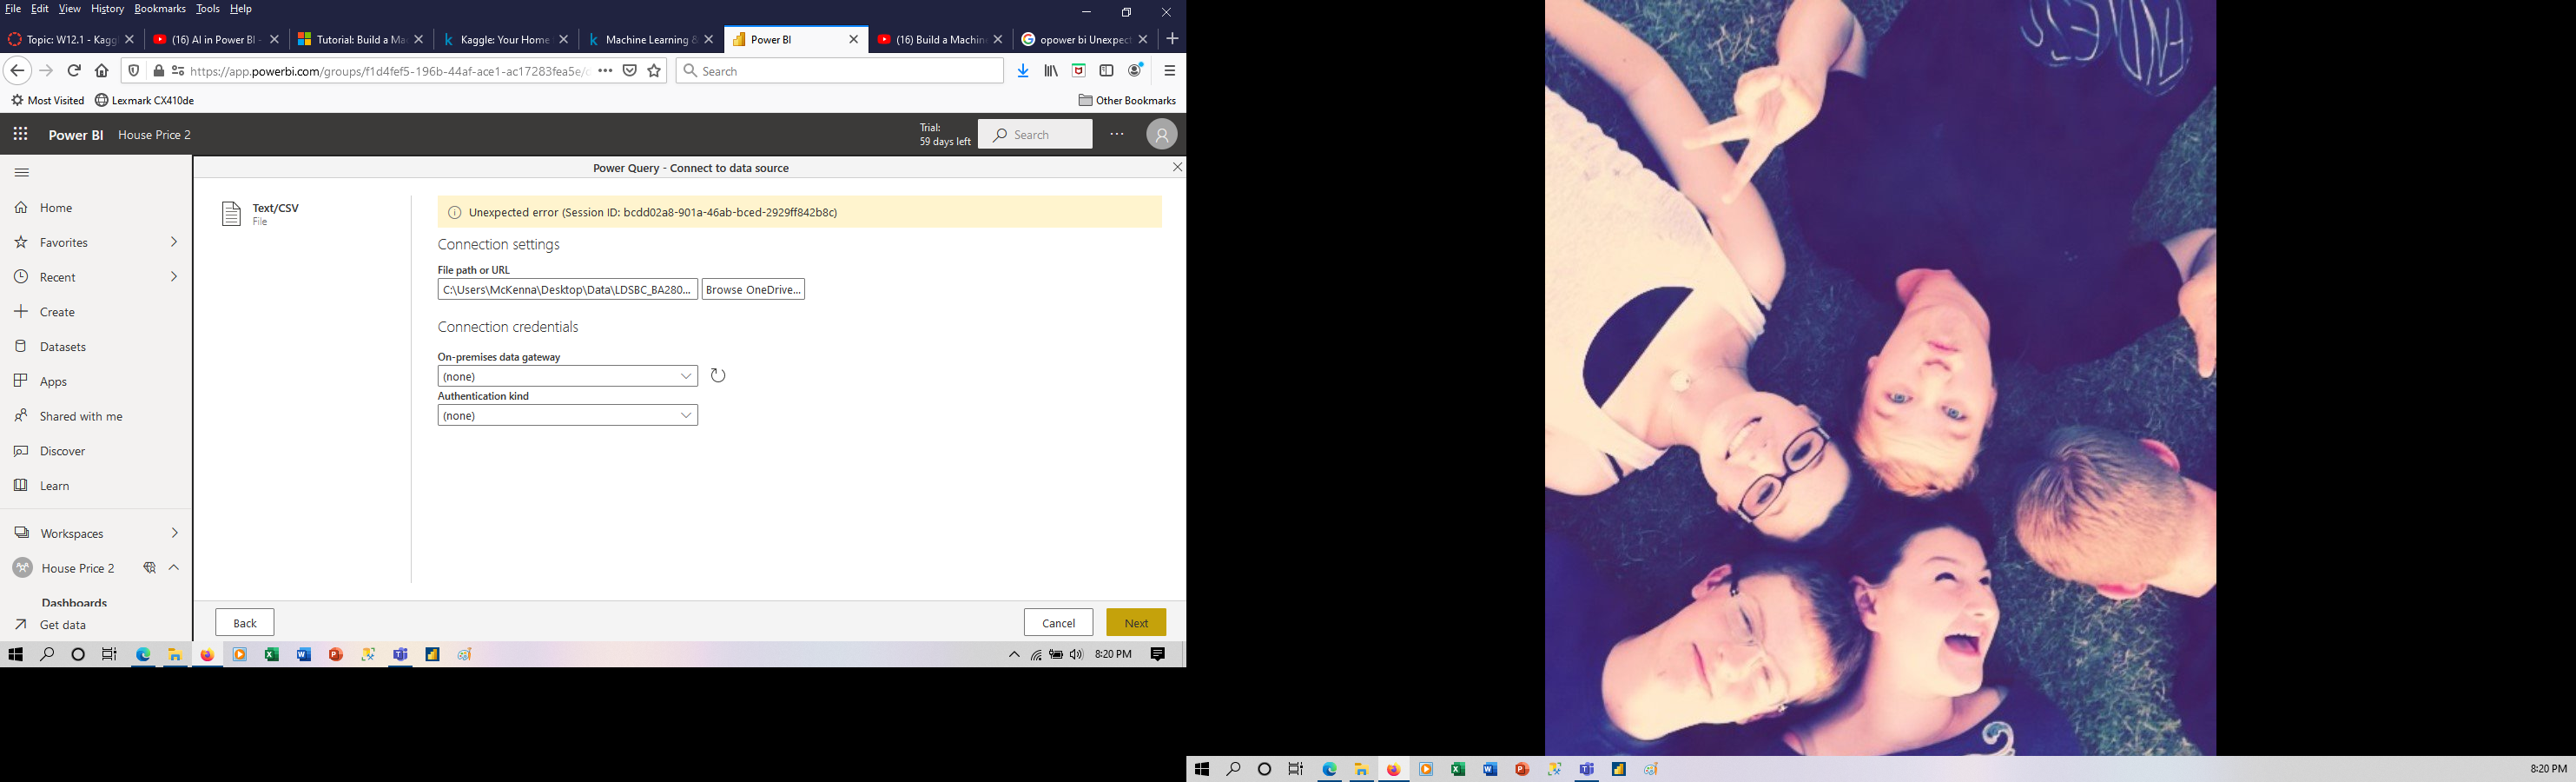 File Edit View History Bookmarks Tools Help
Topic: W12.1 - Kagg
(16) AI in Power BI -
Tutorial: Build a Ma
Kaggle: Your Home
Machine Learning &
Power BI
(16) Build a Machine
opower bi Unexpect
https://app.powerbi.com/groups/f1d4fef5-196b-44af-ace1-ac17283fea5e/
Search
Most Visited Lexmark CX410de Other Bookmarks
Power BI House Price 2
Trial:
59 days left
Search
Power Query - Connect to data source
Home
Favorites
Recent
Create
Datasets
Apps
Shared with me
Discover
Learn
Workspaces
House Price 2
Dashboards
Get data
Text/CSV
File
Unexpected error (Session ID: bcdd02a8-901a-46ab-bced-2929ff842b8c)
Connection settings
File path or URL
C:\Users\McKenna\Desktop\Data\LDSBC_BA280... Browse OneDrive...
Connection credentials
On-premises data gateway
(none)
Authentication kind
(none)
Back Cancel Next
8:20 PM
8:20 PM